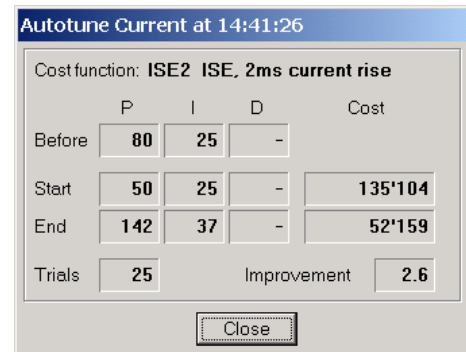 Autotune Current at 14:41:26
Cost function: ISE2 ISE, 2ms current rise
P I D Cost
Before 80 25 -
Start 50 25 - 135'104
End 142 37 - 52'159
Trials 25 Improvement 2.6
Close